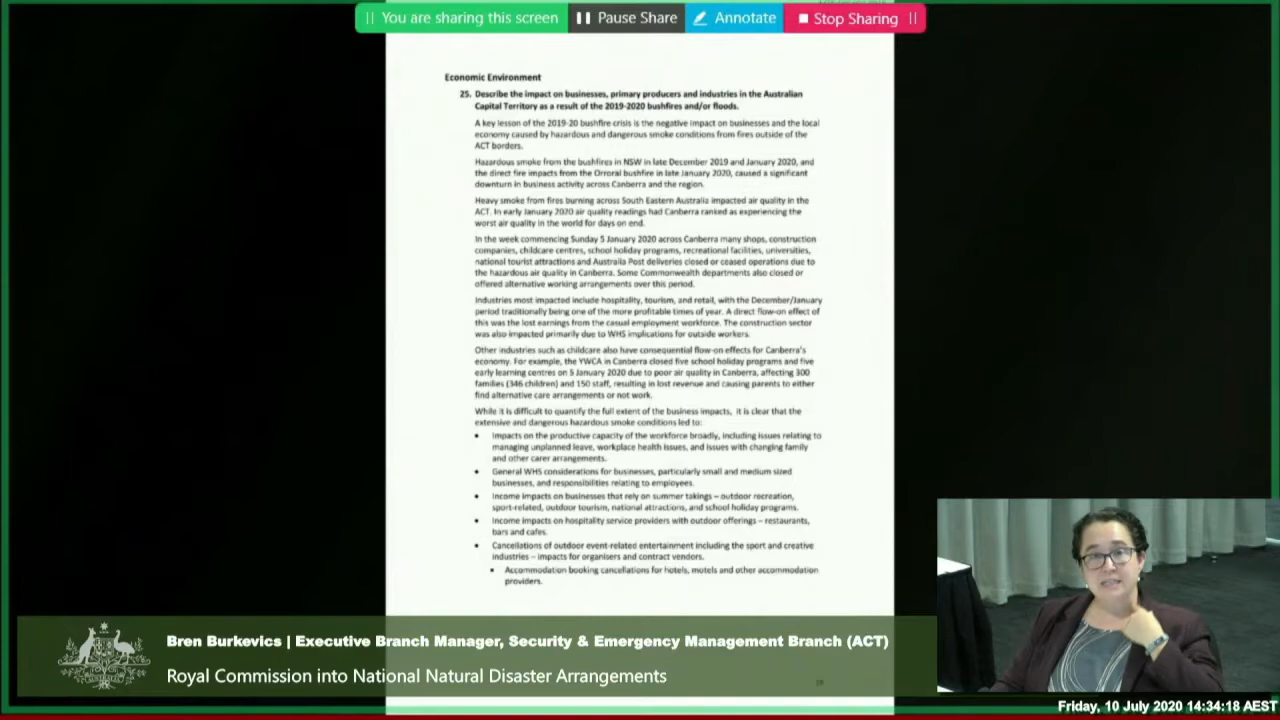 You are sharing this screen
Pause Share
Annotate
Stop Sharing
Economic Environment
25. Describe the impact on businesses, primary producers and industries in the Australian
Capital Territory as a result of the 2019-2020 bushfires and/or floods.
A key lesson of the 2019-20 bushfire crisis is the negative impact on businesses and the local
economy caused by hazardous and dangerous smoke conditions from fires outside of the
ACT borders.
Hazardous smoke from the bushfires in NSW in late December 2019 and January 2020, and
the direct fire impacts from the Orroral bushfire in late January 2020, caused a significant
downturn in business activity across Canberra and the region.
Heavy smoke from fires burning across South Eastern Australia impacted air quality in the
ACT. In early January 2020 air quality readings had Canberra ranked as experiencing the
worst air quality in the world for days on end.
In the week commencing Sunday 5 January 2020 across Canberra many shops, construction
companies, childcare centres, school holiday programs, recreational facilities, universities,
national tourist attractions and Australia Post deliveries closed or ceased operations due to
the hazardous air quality in Canberra. Some Commonwealth departments also closed or
offered alternative working arrangements over this period.
Industries most impacted include hospitality, tourism, and retail, with the December/January
period traditionally being one of the more profitable times of year. A direct flow-on effect of
this was the lost earnings from the casual employment workforce. The construction sector
was also impacted primarily due to WHS implications for outside workers.
Other industries such as childcare also have consequential flow-on effects for Canberra's
economy. For example, the YWCA in Canberra closed five school holiday programs and five
early learning centres on 5 January 2020 due to poor air quality in Canberra, affecting 300
families (346 children) and 150 staff, resulting in lost revenue and causing parents to either
find alternative care arrangements or not work.
While it is difficult to quantify the full extent of the business impacts, it is clear that the
extensive and dangerous hazardous smoke conditions led to:
• Impacts on the productive capacity of the workforce broadly, including issues relating to
managing unplanned leave, workplace health issues, and issues with changing family
and other carer arrangements.
• General WHS considerations for businesses, particularly small and medium sized
businesses, and responsibilities relating to employees.
• Income impacts on businesses that rely on summer takings – outdoor recreation,
sport-related, outdoor tourism, national attractions, and school holiday programs.
• Income impacts on hospitality service providers with outdoor offerings – restaurants,
bars and cafes.
• Cancellations of outdoor event-related entertainment including the sport and creative
industries – impacts for organisers and contract vendors.
• Accommodation booking cancellations for hotels, motels and other accommodation
providers.
Bren Burkevics | Executive Branch Manager, Security & Emergency Management Branch (ACT)
Royal Commission into National Natural Disaster Arrangements
Friday, 10 July 2020 14:34:18 AEST